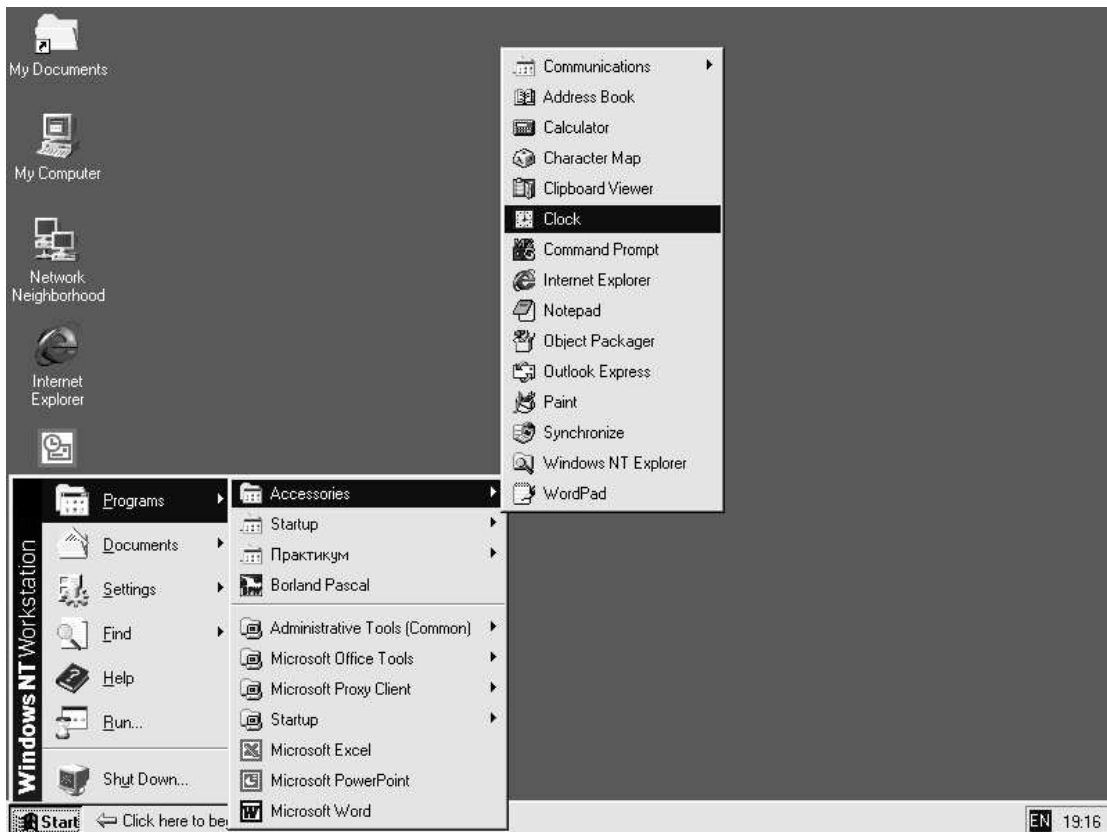 My Documents
My Computer
Network
Neighborhood
Internet
Explorer
Communications
Address Book
Calculator
Character Map
Clipboard Viewer
Clock
Command Prompt
Internet Explorer
Notepad
Object Packager
Outlook Express
Paint
Synchronize
Windows NT Explorer
WordPad
Windows NT Workstation
Programs
Documents
Settings
Find
Help
Run...
Shut Down...
Accessories
Startup
Практикум
Borland Pascal
Administrative Tools (Common)
Microsoft Office Tools
Microsoft Proxy Client
Startup
Microsoft Excel
Microsoft PowerPoint
Microsoft Word
Start
Click here to be
EN 19:16